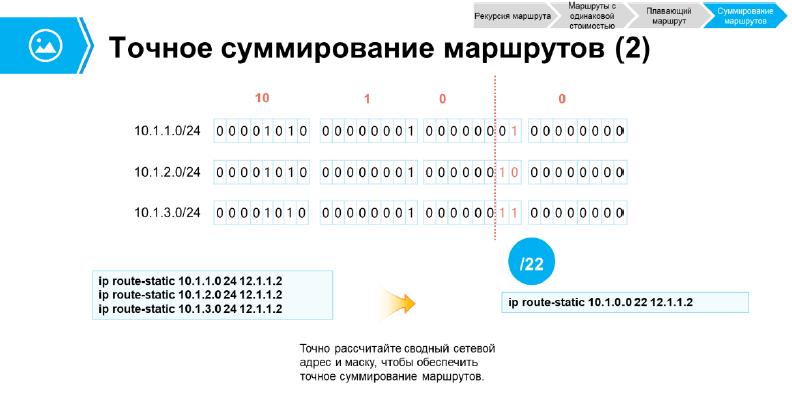 Рекурсия маршрута
Маршруты с
одинаковой
стоимостью
Плавающий
маршрут
Суммирование
маршрутов
Точное суммирование маршрутов (2)
10 1 0 0
10.1.1.0/24 0 0 0 0 1 0 1 0 0 0 0 0 0 0 0 1 0 0 0 0 0 0 0 1 0 0 0 0 0 0 0 0
10.1.2.0/24 0 0 0 0 1 0 1 0 0 0 0 0 0 0 0 1 0 0 0 0 0 0 1 0 0 0 0 0 0 0 0 0
10.1.3.0/24 0 0 0 0 1 0 1 0 0 0 0 0 0 0 0 1 0 0 0 0 0 0 1 1 0 0 0 0 0 0 0 0
/22
ip route-static 10.1.1.0 24 12.1.1.2
ip route-static 10.1.2.0 24 12.1.1.2
ip route-static 10.1.3.0 24 12.1.1.2
ip route-static 10.1.0.0 22 12.1.1.2
Точно рассчитайте сводный сетевой
адрес и маску, чтобы обеспечить
точное суммирование маршрутов.